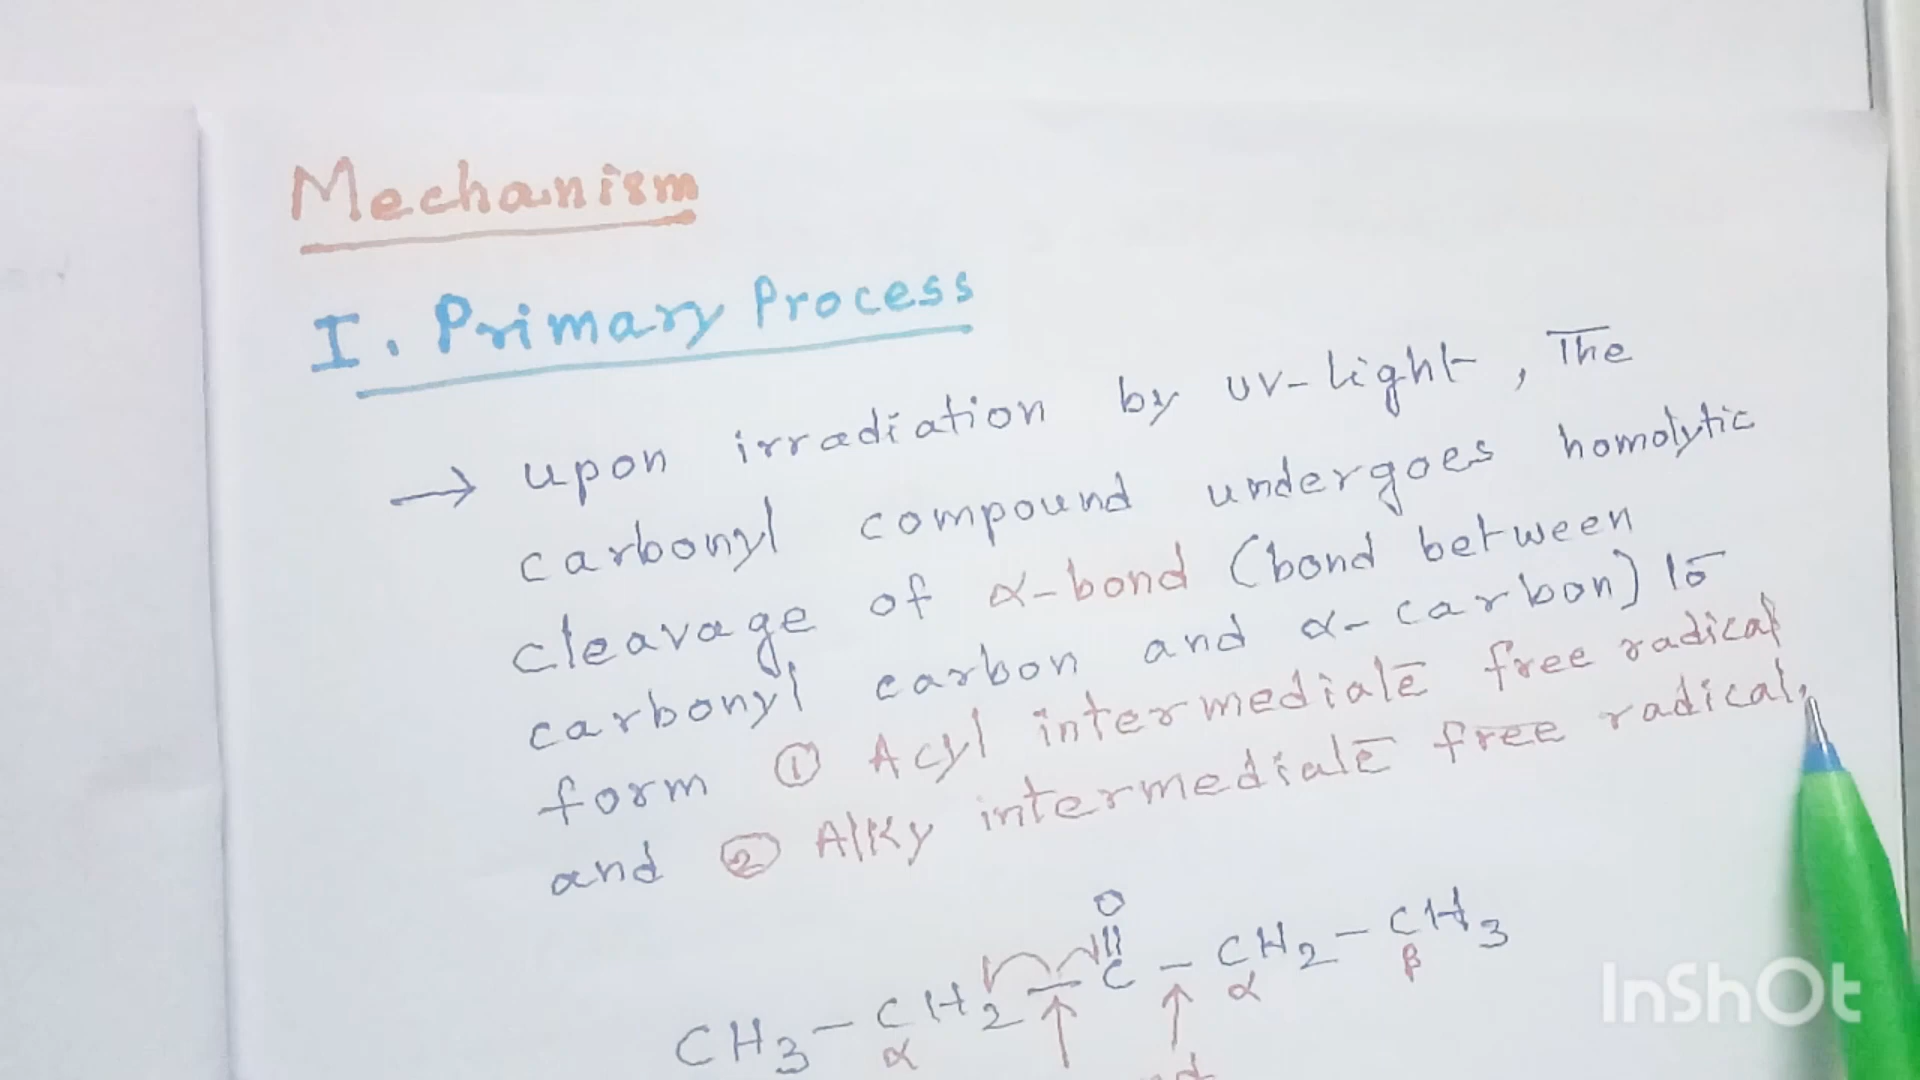 Mechanism
I. Primary Process
→ upon irradiation by UV-light, The
carbonyl compound undergoes homolytic
cleavage of α-bond (bond between
carbonyl carbon and α-carbon) to
form ① Acyl intermediate free radical
and ② Alky intermediate free radical.
O
CH3-CH2-C-CH2-CH3
α α β
InShOt